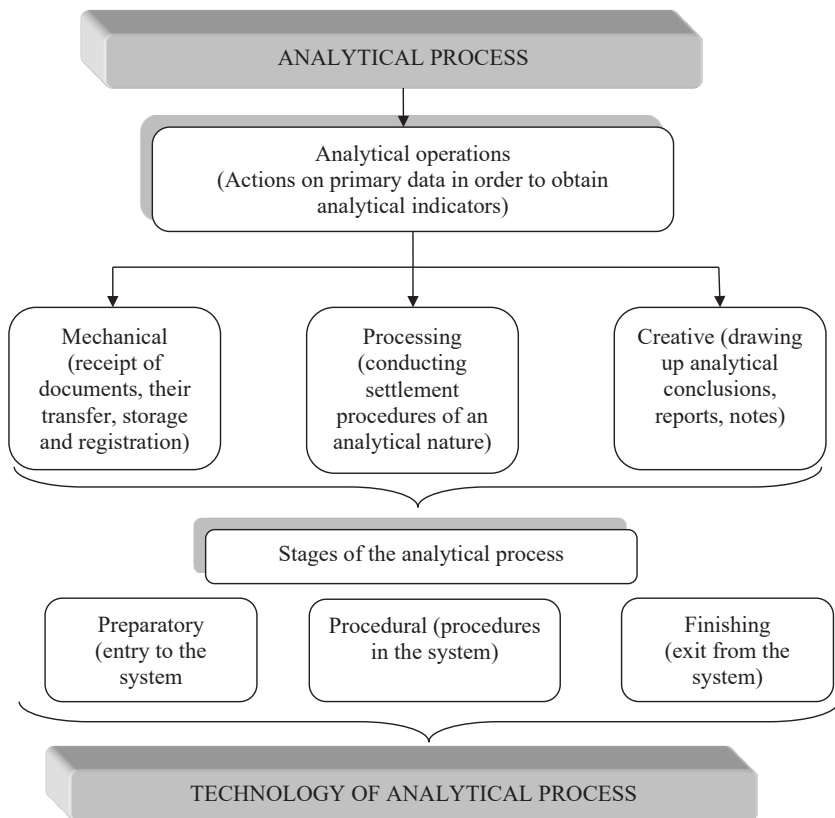 ANALYTICAL PROCESS
Analytical operations
(Actions on primary data in order to obtain
analytical indicators)
Mechanical
(receipt of
documents, their
transfer, storage
and registration)
Processing
(conducting
settlement
procedures of an
analytical nature)
Creative (drawing
up analytical
conclusions,
reports, notes)
Stages of the analytical process
Preparatory
(entry to the
system
Procedural (procedures
in the system)
Finishing
(exit from the
system)
TECHNOLOGY OF ANALYTICAL PROCESS